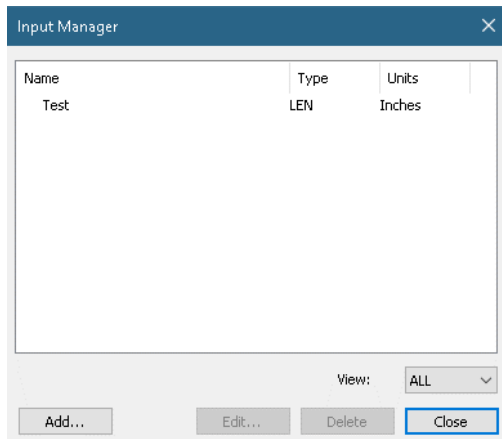 Input Manager
Name Type Units
Test LEN Inches
View: ALL
Add... Edit... Delete Close